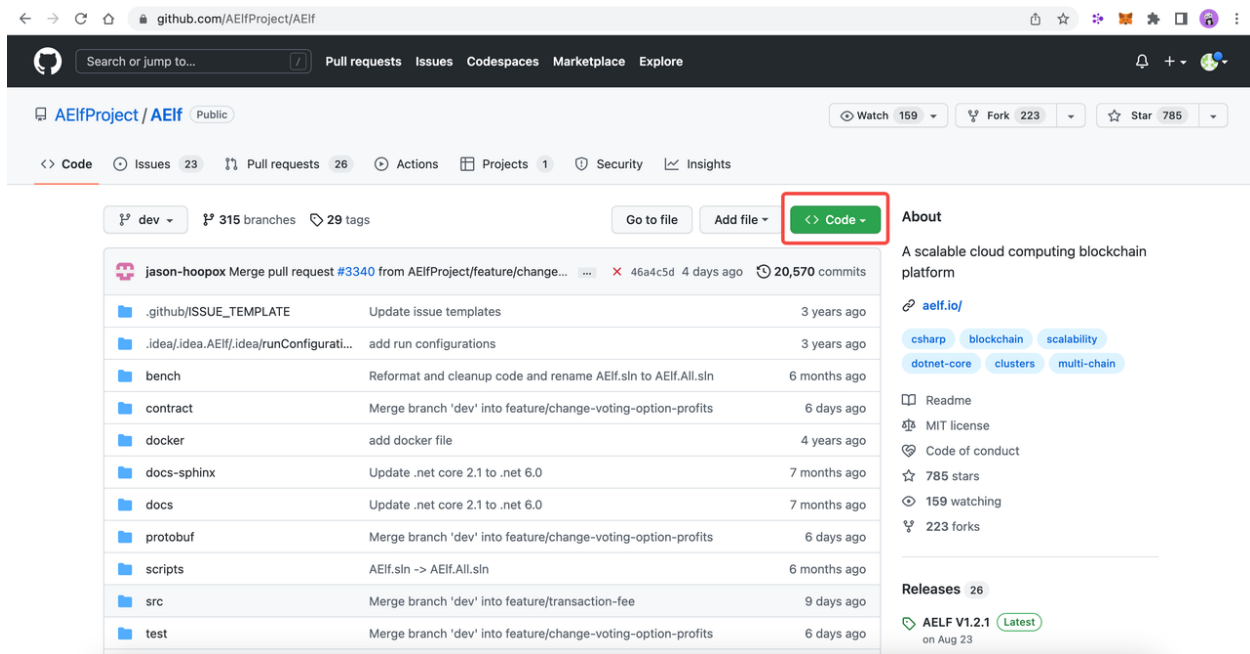 github.com/AElfProject/AElf
Search or jump to... / Pull requests Issues Codespaces Marketplace Explore
AElfProject / AElf Public Watch 159 Fork 223 Star 785
<> Code Issues 23 Pull requests 26 Actions Projects 1 Security Insights
dev 315 branches 29 tags Go to file Add file <> Code
jason-hoopox Merge pull request #3340 from AElfProject/feature/change... ... 46a4c5d 4 days ago 20,570 commits
.github/ISSUE_TEMPLATE Update issue templates 3 years ago
.idea/.idea.AElf/.idea/runConfigurati... add run configurations 3 years ago
bench Reformat and cleanup code and rename AElf.sln to AElf.All.sln 6 months ago
contract Merge branch 'dev' into feature/change-voting-option-profits 6 days ago
docker add docker file 4 years ago
docs-sphinx Update .net core 2.1 to .net 6.0 7 months ago
docs Update .net core 2.1 to .net 6.0 7 months ago
protobuf Merge branch 'dev' into feature/change-voting-option-profits 6 days ago
scripts AElf.sln -> AElf.All.sln 6 months ago
src Merge branch 'dev' into feature/transaction-fee 9 days ago
test Merge branch 'dev' into feature/change-voting-option-profits 6 days ago
About
A scalable cloud computing blockchain
platform
aelf.io/
csharp blockchain scalability
dotnet-core clusters multi-chain
Readme
MIT license
Code of conduct
785 stars
159 watching
223 forks
Releases 26
AELF V1.2.1 Latest
on Aug 23